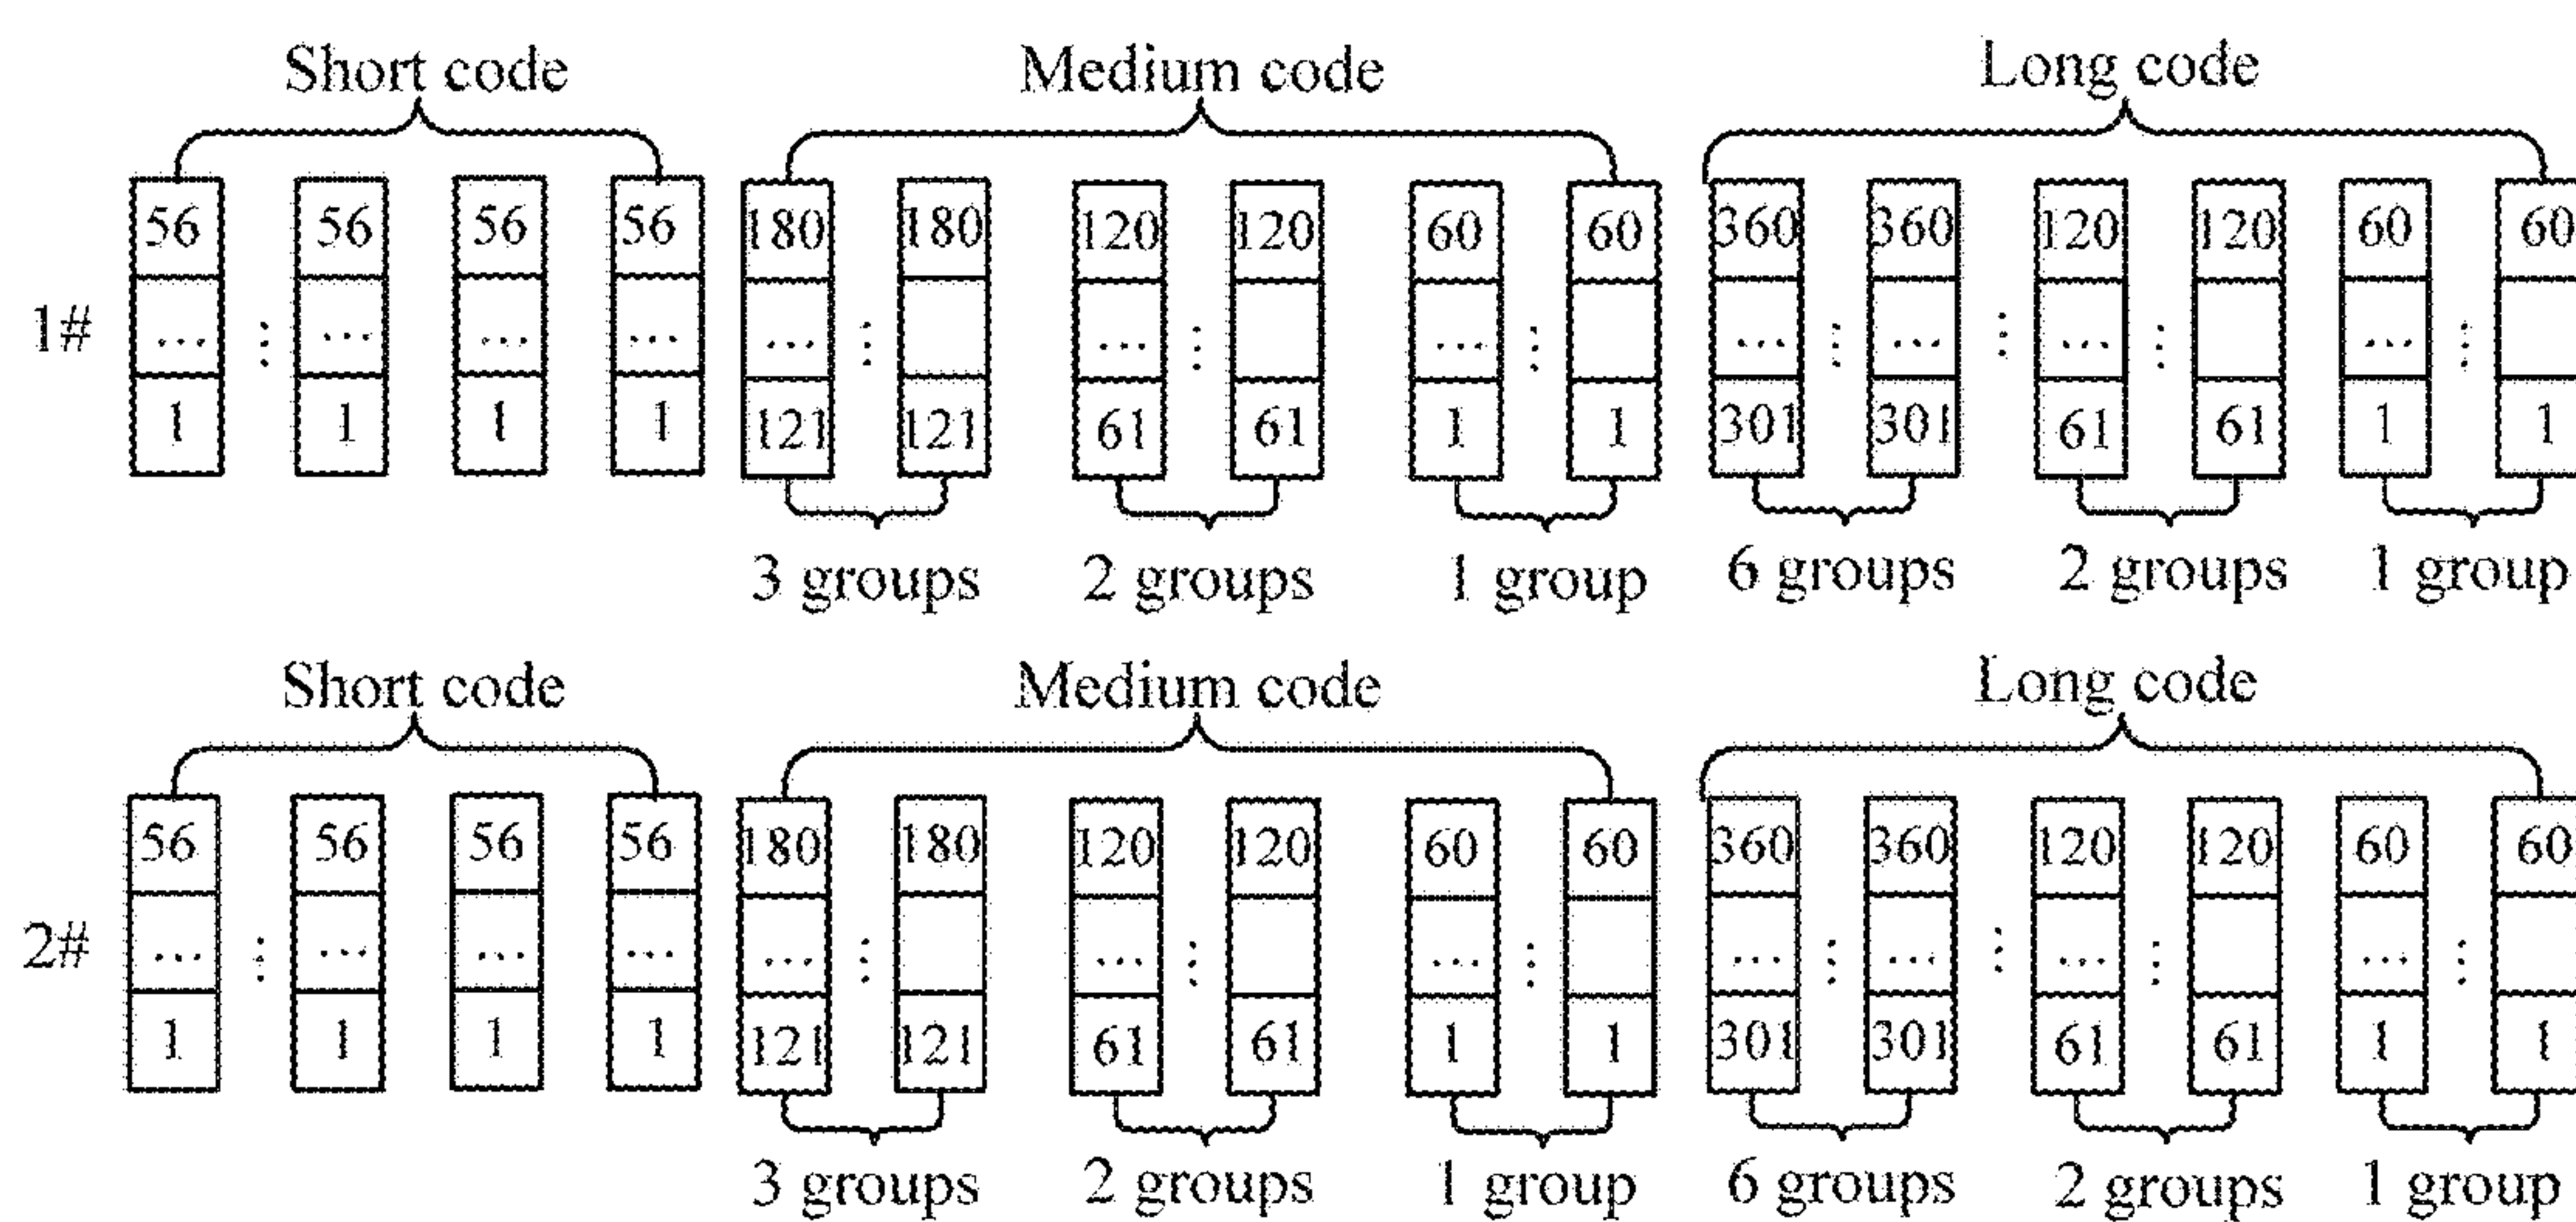 Short code Medium code Long code
56 56 56 56 180 180 120 120 60 60 360 360 120 120 60 60
1# ... ⋮ ... ... ... ... ⋮ ... ⋮ ... ⋮ ... ⋮ ... ⋮ ... ⋮ ... ⋮
1 1 1 1 121 121 61 61 1 1 301 301 61 61 1 1
3 groups 2 groups 1 group 6 groups 2 groups 1 group
Short code Medium code Long code
56 56 56 56 180 180 120 120 60 60 360 360 120 120 60 60
2# ... ⋮ ... ... ... ... ⋮ ... ⋮ ... ⋮ ... ⋮ ... ⋮ ... ⋮ ... ⋮
1 1 1 1 121 121 61 61 1 1 301 301 61 61 1 1
3 groups 2 groups 1 group 6 groups 2 groups 1 group